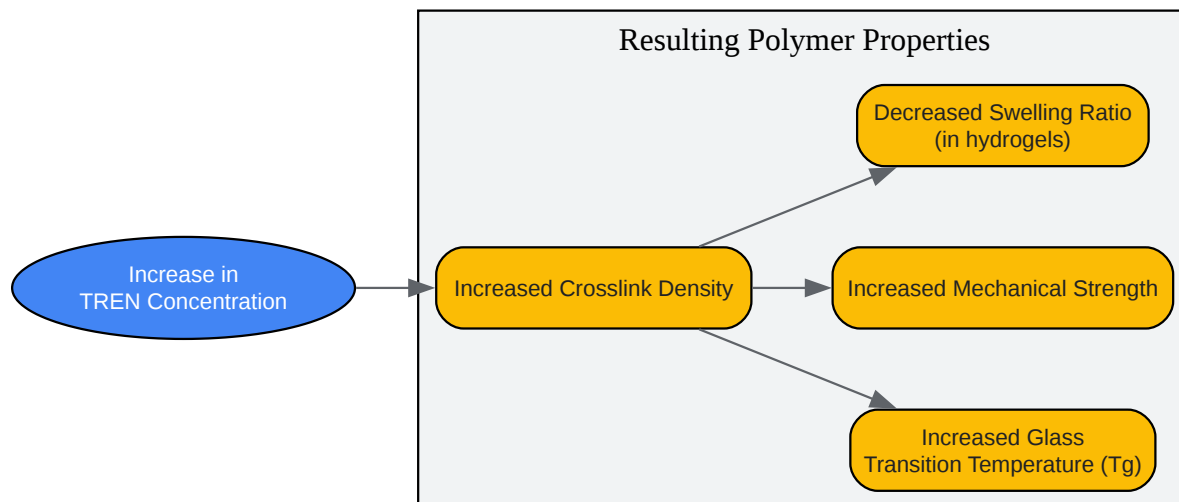 Resulting Polymer Properties
Decreased Swelling Ratio
(in hydrogels)
Increase in
TREN Concentration
Increased Crosslink Density
Increased Mechanical Strength
Increased Glass
Transition Temperature (Tg)